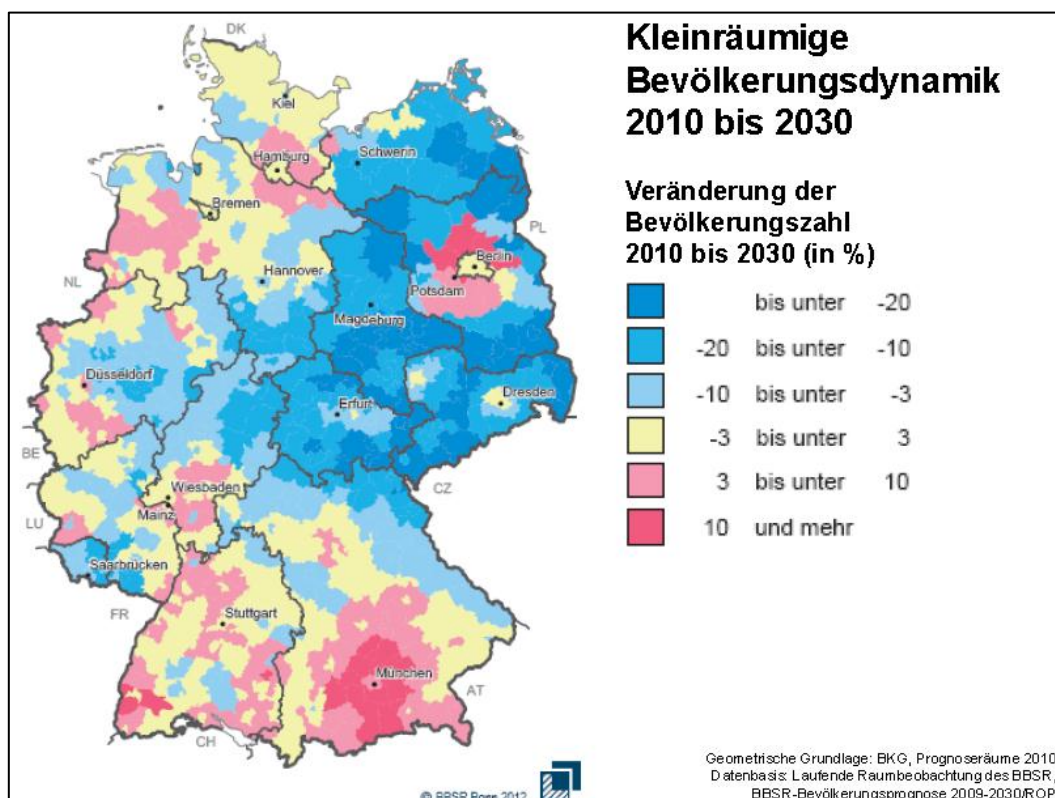 Kleinräumige
Bevölkerungsdynamik
2010 bis 2030
Veränderung der
Bevölkerungszahl
2010 bis 2030 (in %)
bis unter -20
-20 bis unter -10
-10 bis unter -3
-3 bis unter 3
3 bis unter 10
10 und mehr
DK
Kiel
Hamburg
Schwerin
Bremen
PL
Berlin
NL
Hannover
Potsdam
Magdeburg
Düsseldorf
Dresden
Erfurt
BE
Wiesbaden
CZ
Mainz
LU
Saarbrücken
FR
Stuttgart
München
AT
CH
© BBSR Bonn 2012
Geometrische Grundlage: BKG, Prognoseräume 2010
Datenbasis: Laufende Raumbeobachtung des BBSR,
BBSR-Bevölkerungsprognose 2009-2030/ROP